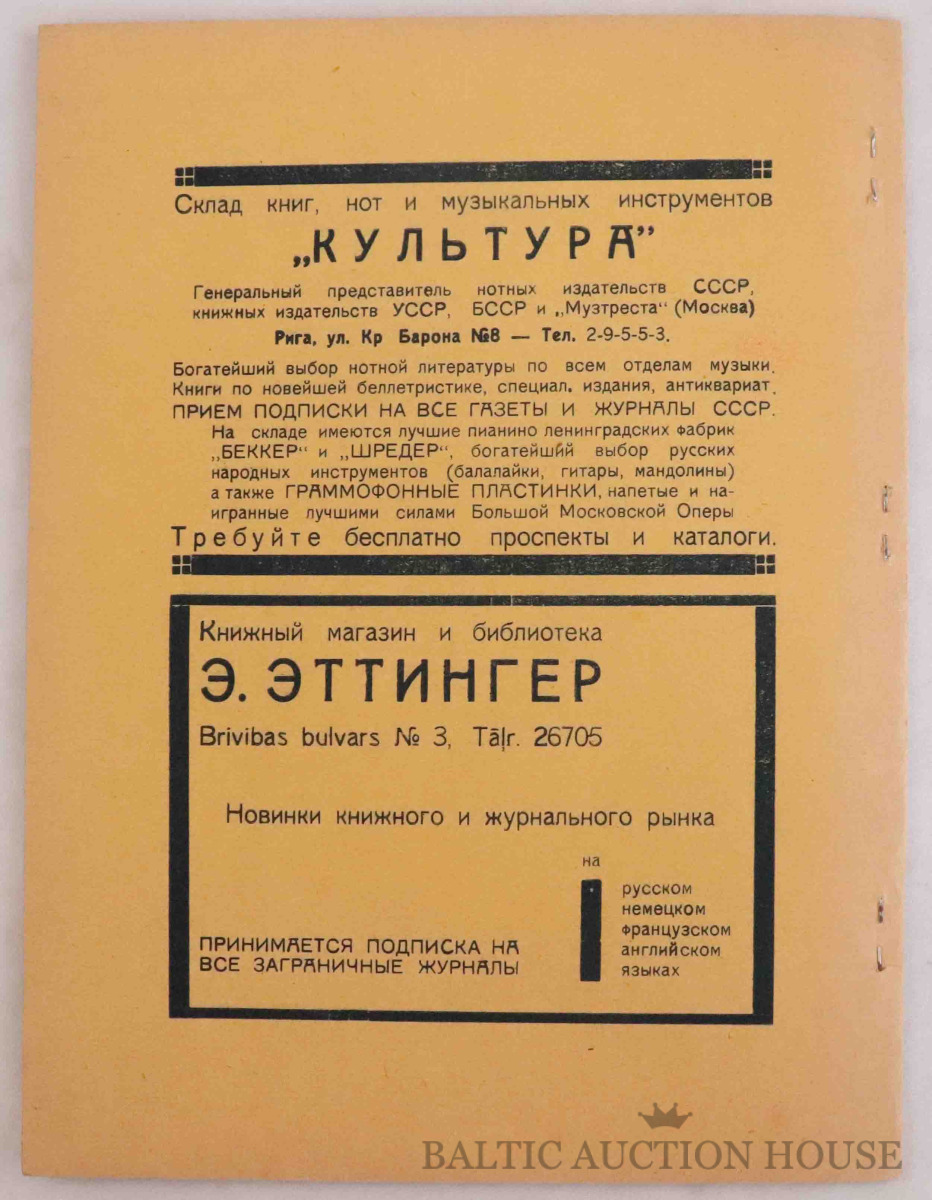 Склад книг, нот и музыкальных инструментов
„КУЛЬТУРА”
Генеральный представитель нотных издательств СССР,
книжных издательств УССР, БССР и „Музтреста“ (Москва)
Рига, ул. Кр Барона №8 — Тел. 2-9-5-5-3.
Богатейший выбор нотной литературы по всем отделам музыки.
Книги по новейшей беллетристике, специал. издания, антиквариат.
ПРИЕМ ПОДПИСКИ НА ВСЕ ГАЗЕТЫ И ЖУРНАЛЫ СССР.
На складе имеются лучшие пианино ленинградских фабрик
„БЕККЕР“ и „ШРЕДЕР“, богатейший выбор русских
народных инструментов (балалайки, гитары, мандолины)
а также ГРАММОФОННЫЕ ПЛАСТИНКИ, напетые и на-
игранные лучшими силами Большой Московской Оперы
Требуйте бесплатно проспекты и каталоги.
Книжный магазин и библиотека
Э. ЭТТИНГЕР
Brivibas bulvars № 3, Tāļr. 26705
Новинки книжного и журнального рынка
на
русском
немецком
французском
английском
языках
ПРИНИМАЕТСЯ ПОДПИСКА НА
ВСЕ ЗАГРАНИЧНЫЕ ЖУРНАЛЫ
BALTIC AUCTION HOUSE